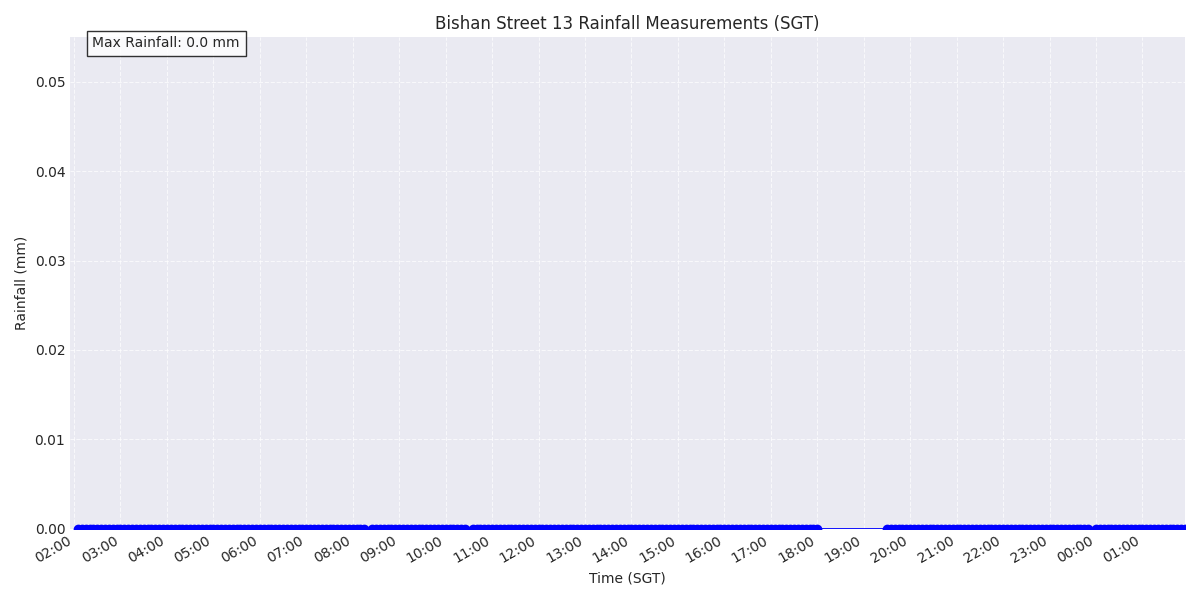 Bishan Street 13 Rainfall Measurements (SGT)
Max Rainfall: 0.0 mm
0.05
0.04
0.03
0.02
0.01
0.00
Rainfall (mm)
02:00 03:00 04:00 05:00 06:00 07:00 08:00 09:00 10:00 11:00 12:00 13:00 14:00 15:00 16:00 17:00 18:00 19:00 20:00 21:00 22:00 23:00 00:00 01:00
Time (SGT)